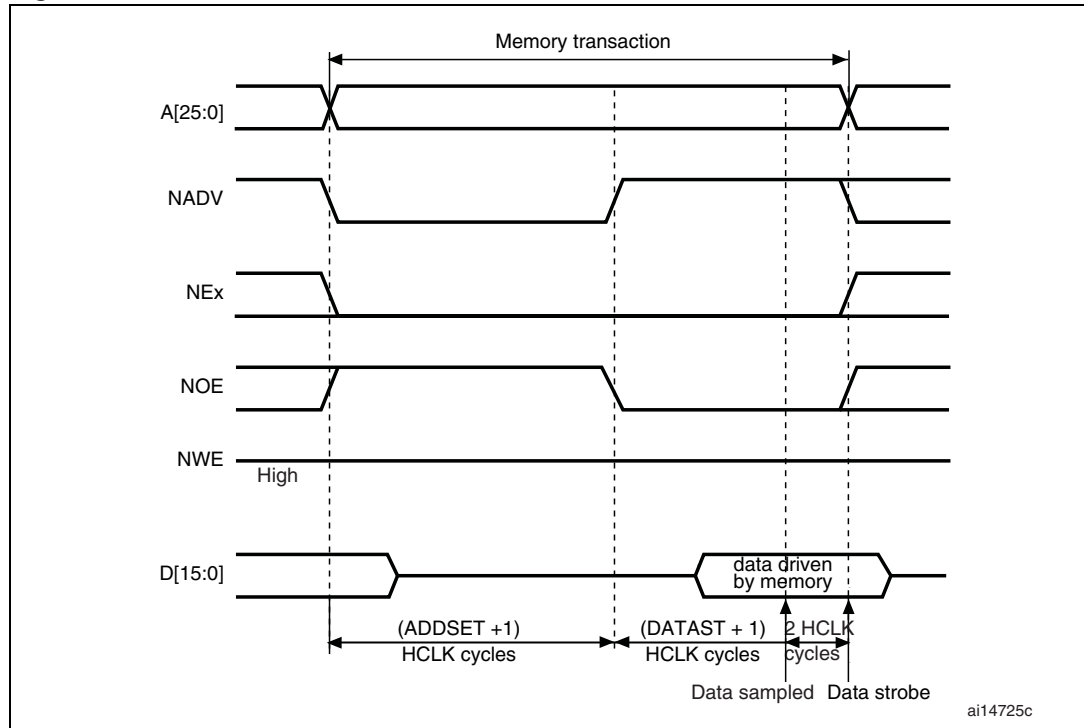 Memory transaction
A[25:0]
NADV
NEx
NOE
NWE
High
D[15:0]
data driven
by memory
(ADDSET +1)
HCLK cycles
(DATAST + 1)
HCLK cycles
2 HCLK
cycles
Data sampled
Data strobe
ai14725c